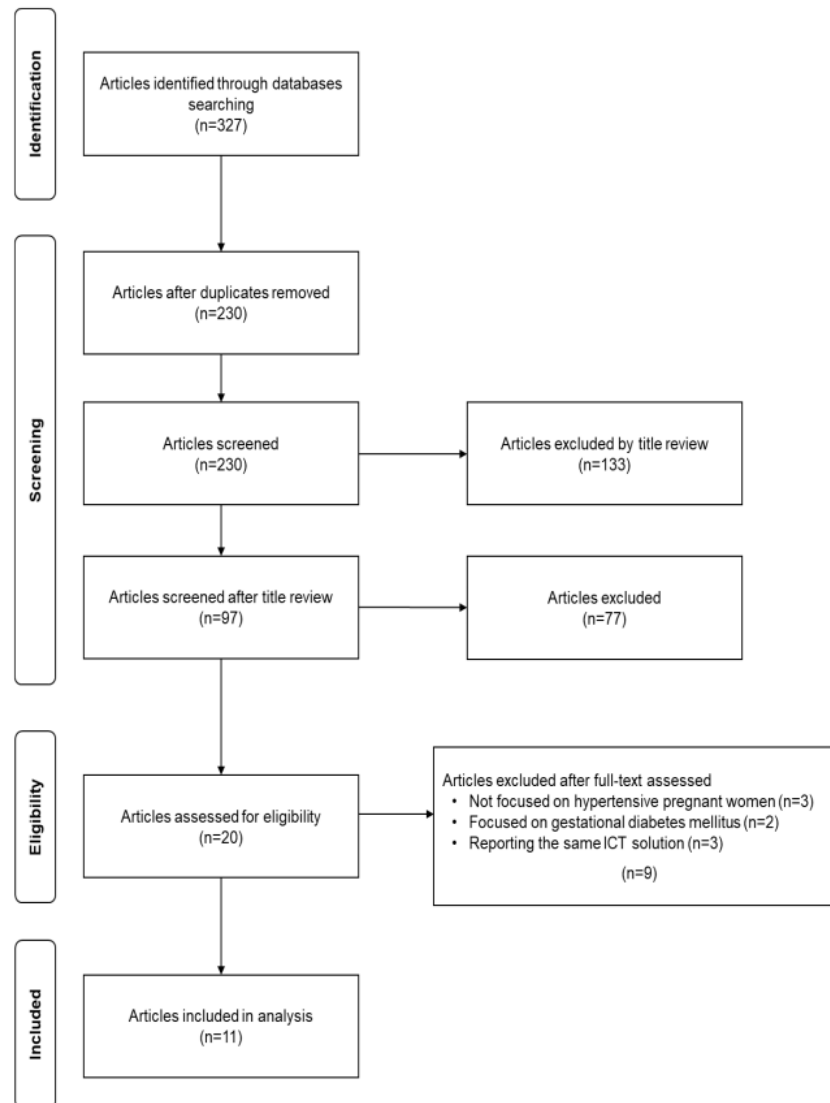 Identification
Articles identified through databases
searching
(n=327)
Screening
Articles after duplicates removed
(n=230)
Articles screened
(n=230)
Articles excluded by title review
(n=133)
Articles screened after title review
(n=97)
Articles excluded
(n=77)
Eligibility
Articles assessed for eligibility
(n=20)
Articles excluded after full-text assessed
• Not focused on hypertensive pregnant women (n=3)
• Focused on gestational diabetes mellitus (n=2)
• Reporting the same ICT solution (n=3)
(n=9)
Included
Articles included in analysis
(n=11)